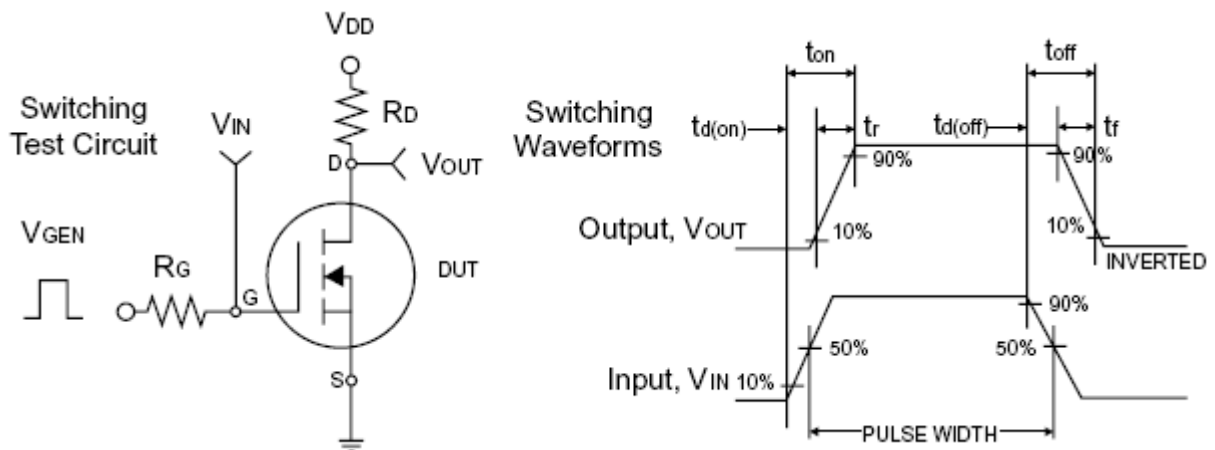 Switching
Test Circuit
VDD
RD
VIN
D
VOUT
VGEN
RG
G
DUT
S
Switching
Waveforms
ton
toff
td(on)
tr
td(off)
tf
90%
90%
Output, VOUT
10%
10%
INVERTED
90%
50%
50%
Input, VIN
10%
PULSE WIDTH